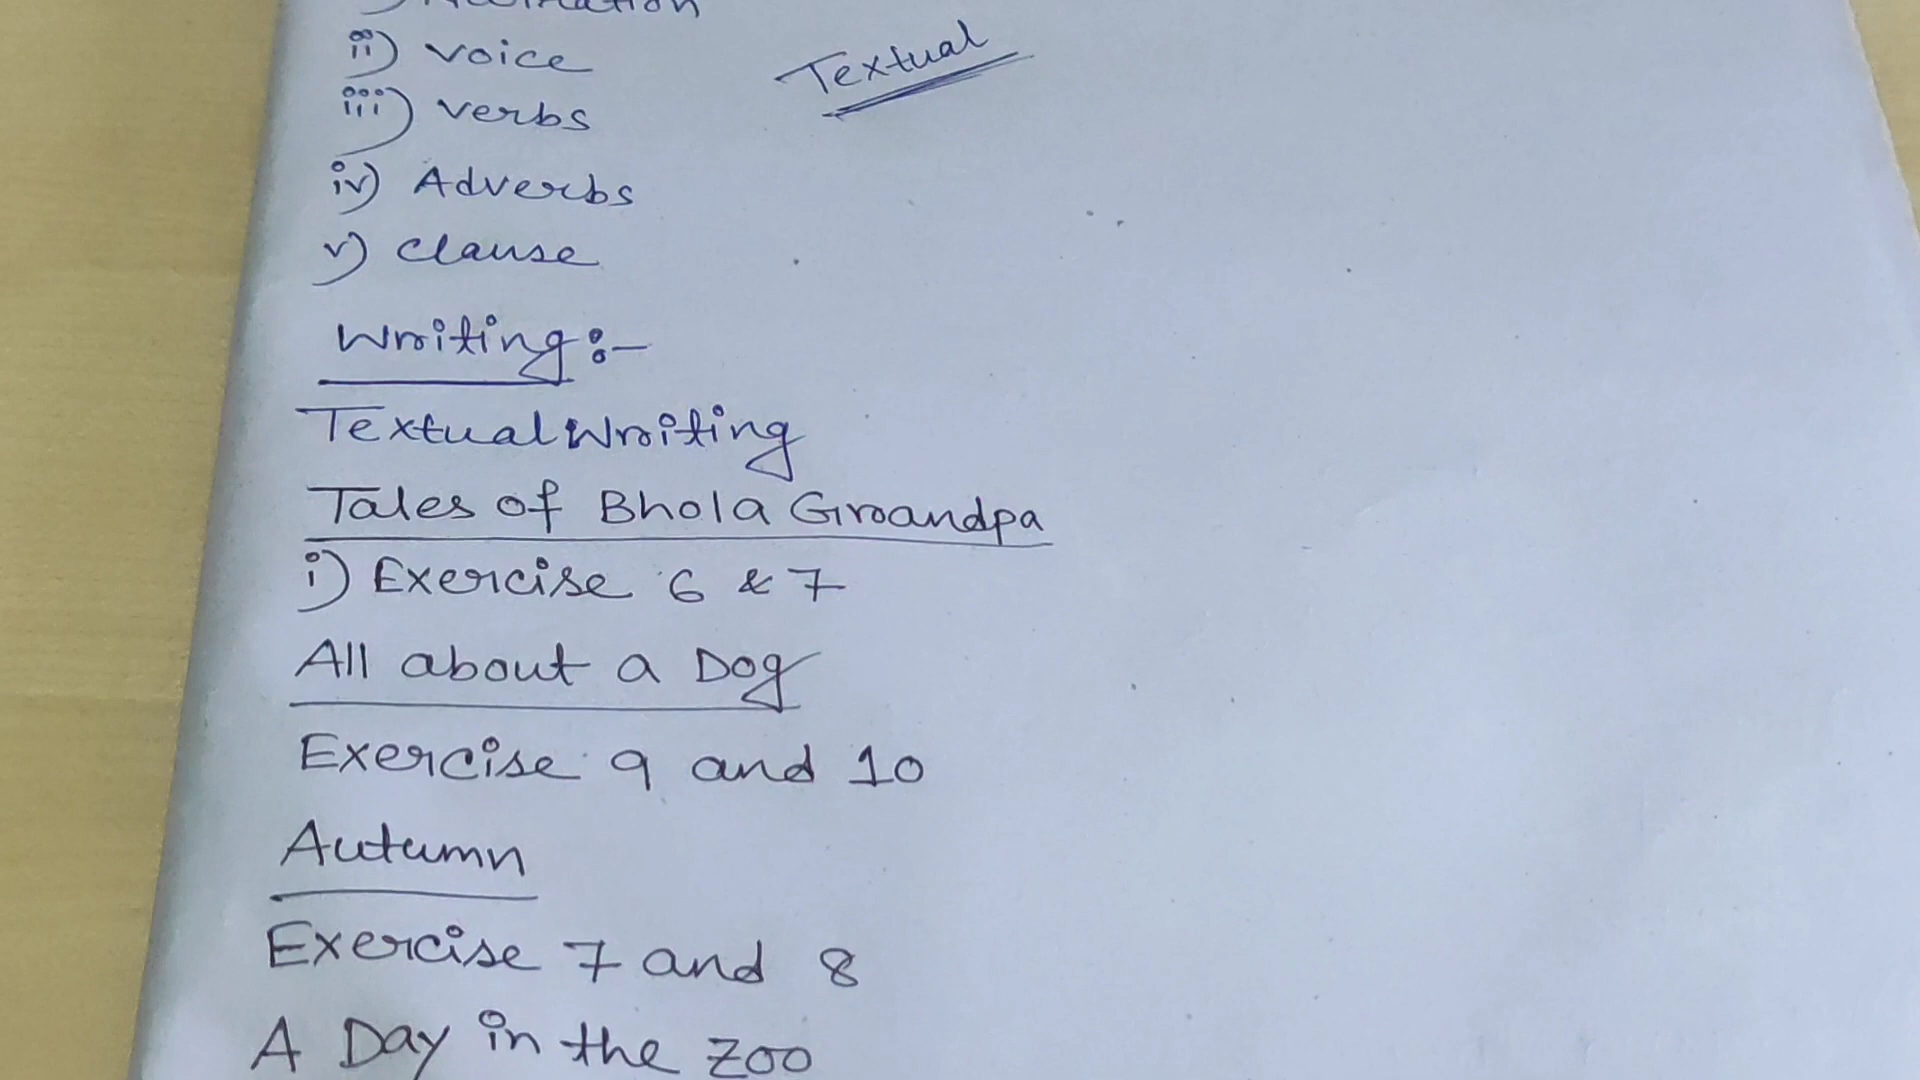 ii) voice
Textual
iii) verbs
iv) Adverbs
v) clause
Writing:-
Textual Writing
Tales of Bhola Grandpa
i) Exercise 6 & 7
All about a Dog
Exercise 9 and 10
Autumn
Exercise 7 and 8
A Day in the zoo